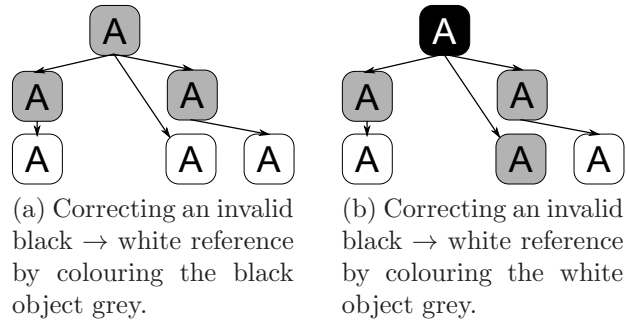 A A
A A A A
A A A A A A
(a) Correcting an invalid
black → white reference
by colouring the black
object grey.
(b) Correcting an invalid
black → white reference
by colouring the white
object grey.